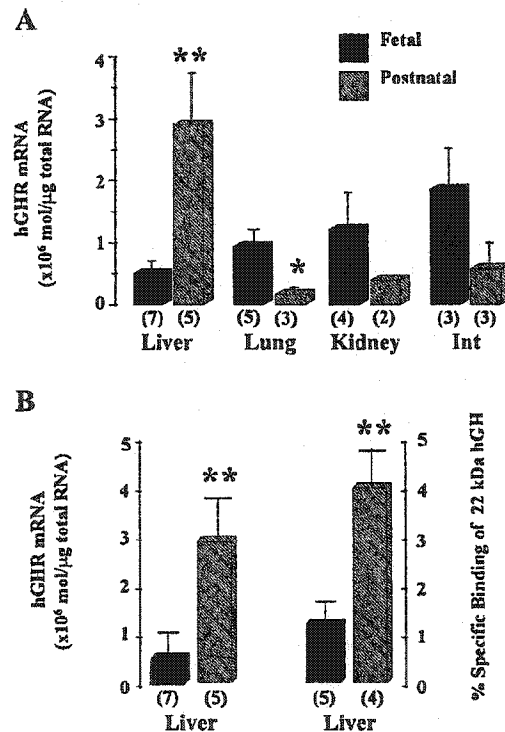 A
Fetal
Postnatal
hGHR mRNA
(x10⁶ mol/µg total RNA)
4
3
2
1
0
**
*
(7) (5) (5) (3) (4) (2) (3) (3)
Liver Lung Kidney Int
B
hGHR mRNA
(x10⁶ mol/µg total RNA)
5
4
3
2
1
0
** **
5
4
3
2
1
0
% Specific Binding of 22 kDa hGH
(7) (5) (5) (4)
Liver Liver